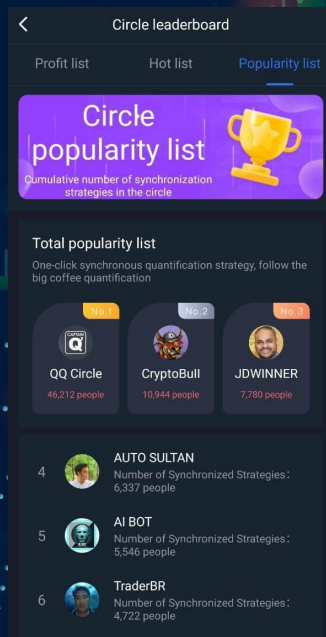 Circle leaderboard
Profit list
Hot list
Popularity list
Circle
popularity list
Cumulative number of synchronization
strategies in the circle
Total popularity list
One-click synchronous quantification strategy, follow the
big coffee quantification
No.1
No.2
No.3
CAPTAIN
Q
QQ Circle
CryptoBull
JDWINNER
46,212 people
10,944 people
7,780 people
4
AUTO SULTAN
Number of Synchronized Strategies:
6,337 people
5
AI BOT
Number of Synchronized Strategies:
5,546 people
6
TraderBR
Number of Synchronized Strategies:
4,722 people